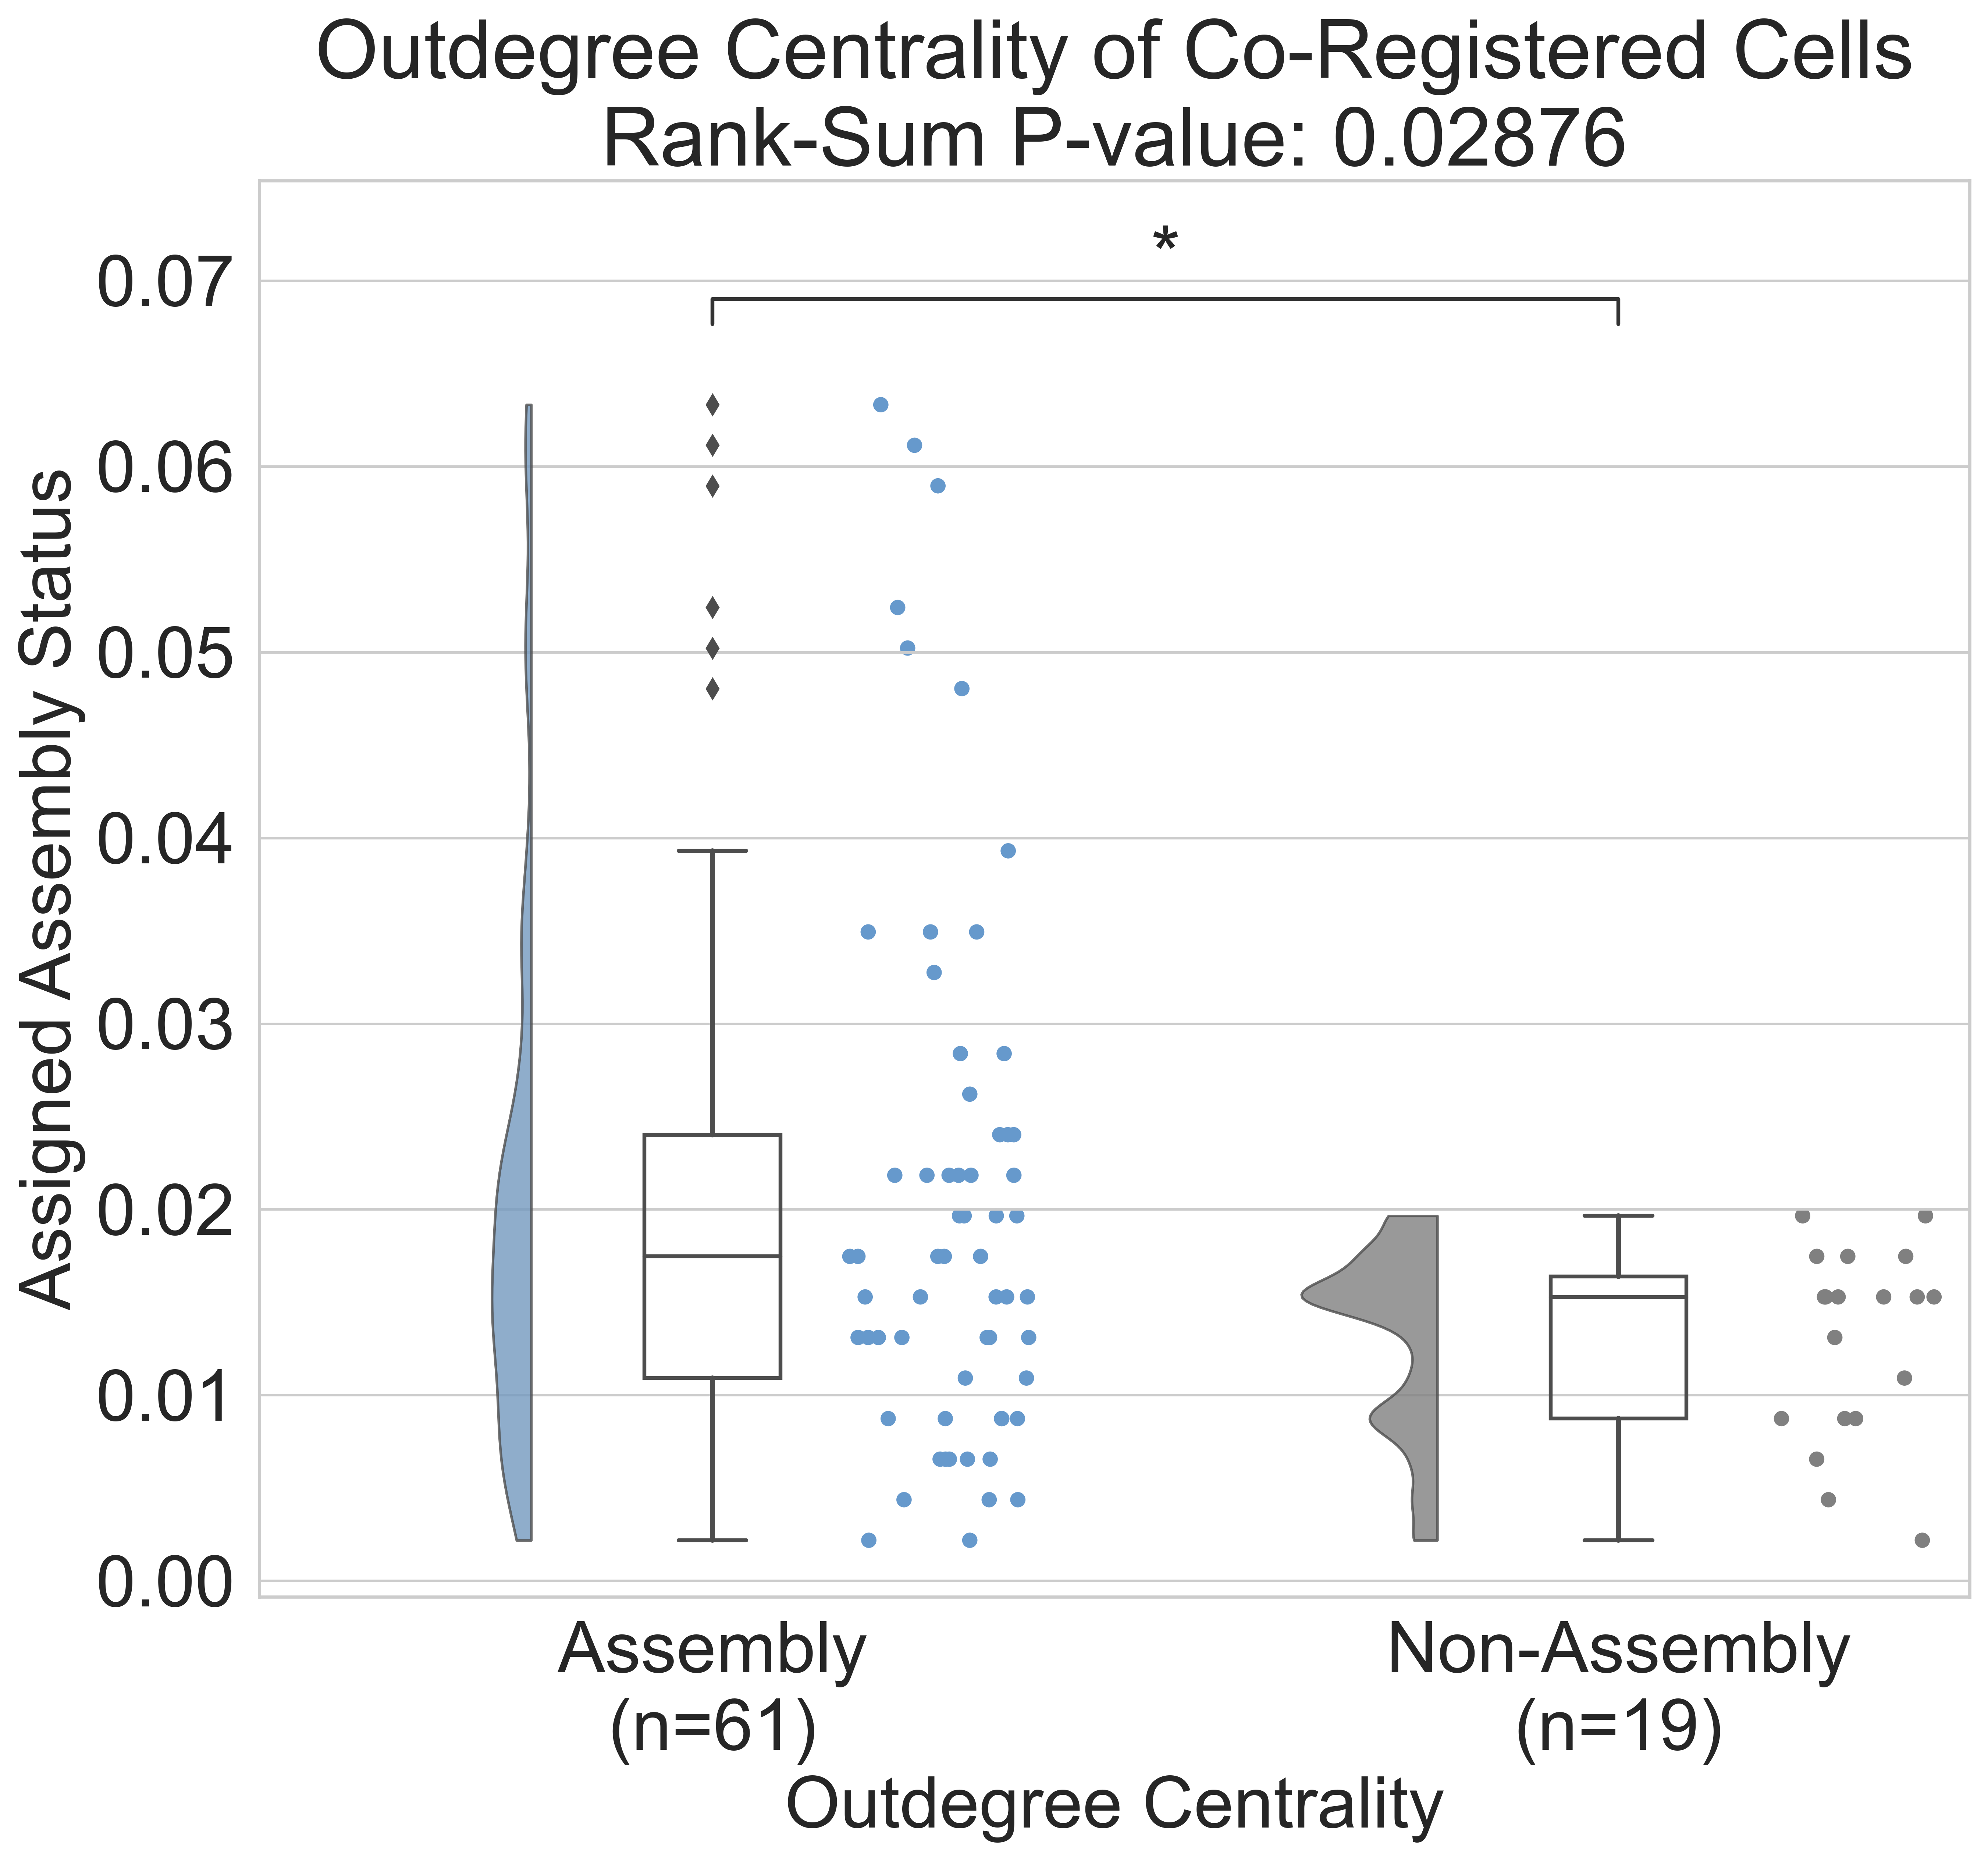 Outdegree Centrality of Co-Registered Cells
Rank-Sum P-value: 0.02876
*
0.07
0.06
0.05
0.04
0.03
0.02
0.01
0.00
Assigned Assembly Status
Assembly
(n=61)
Non-Assembly
(n=19)
Outdegree Centrality